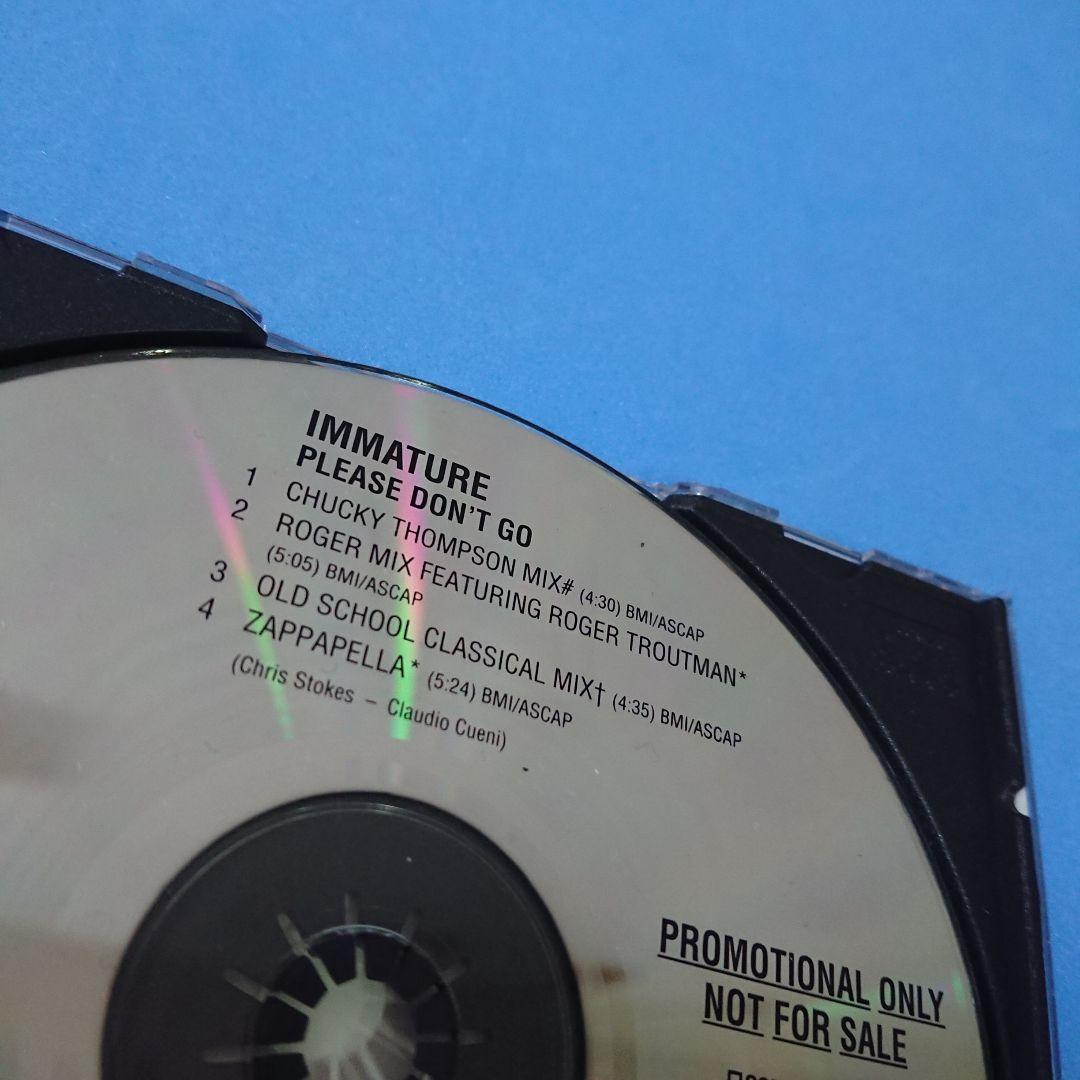 IMMATURE
PLEASE DON'T GO
1 CHUCKY THOMPSON MIX# (4:30) BMI/ASCAP
2 ROGER MIX FEATURING ROGER TROUTMAN*
(5:05) BMI/ASCAP
3 OLD SCHOOL CLASSICAL MIX† (4:35) BMI/ASCAP
4 ZAPPAPELLA* (5:24) BMI/ASCAP
(Chris Stokes – Claudio Cueni)
PROMOTIONAL ONLY
NOT FOR SALE